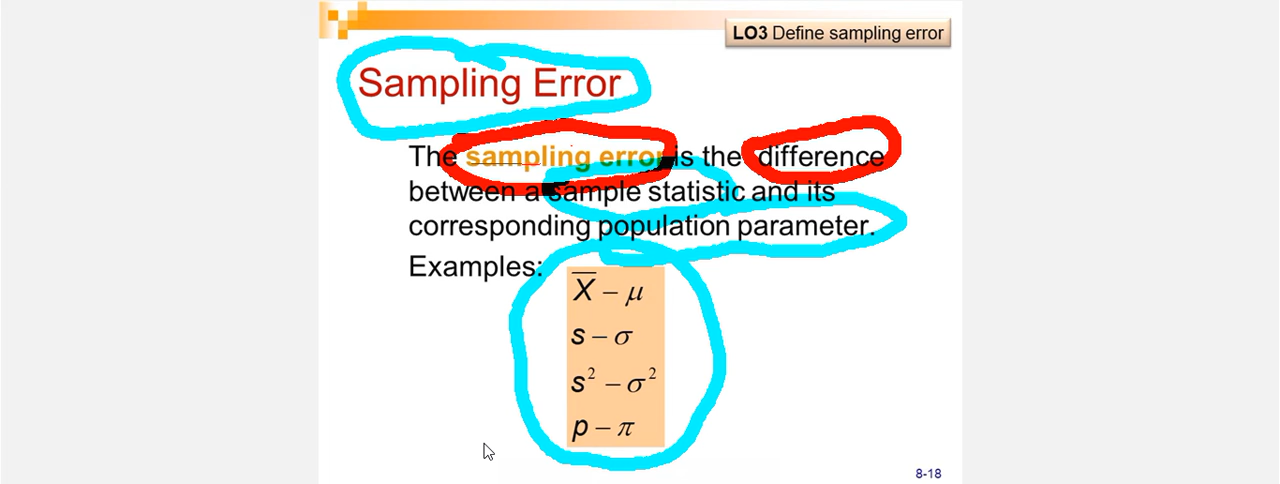 LO3 Define sampling error
Sampling Error
The sampling error is the difference
between a sample statistic and its
corresponding population parameter.
Examples:
X̅ − μ
s − σ
s² − σ²
p − π
8-18